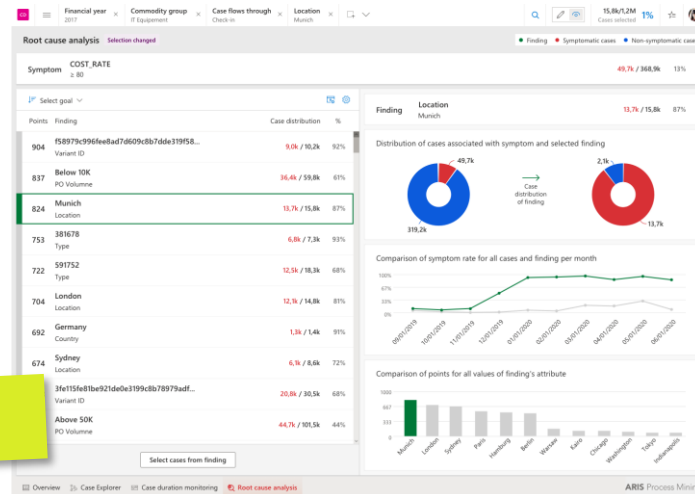 Financial year
2017
Commodity group
IT Equipement
Case flows through
Check-in
Location
Munich
15,8k/1,2M
Cases selected
1%
Root cause analysis Selection changed
Finding Symptomatic cases Non-symptomatic case
Symptom
COST_RATE
≥ 80
49,7k / 368,9k 13%
Select goal
Points Finding Case distribution %
904
f58979c996fee8ad7d609c8b7dde319f58...
Variant ID
9,0k / 10,2k 92%
837
Below 10K
PO Volumne
36,4k / 59,8k 61%
824
Munich
Location
13,7k / 15,8k 87%
753
381678
Type
6,8k / 7,3k 93%
722
591752
Type
12,5k / 18,3k 68%
704
London
Location
12,1k / 14,8k 81%
692
Germany
Country
1,3k / 1,4k 91%
674
Sydney
Location
6,1k / 8,6k 72%
3fe115fe81be921de0e3199c8b78979adf...
Variant ID
20,8k / 30,5k 68%
Above 50K
PO Volumne
44,7k / 101,5k 44%
Select cases from finding
Finding
Location
Munich
13,7k / 15,8k 87%
Distribution of cases associated with symptom and selected finding
49,7k
319,2k
Case
distribution
of finding
2,1k
13,7k
Comparison of symptom rate for all cases and finding per month
100%
67%
33%
0%
09/01/2019 10/01/2019 11/01/2019 12/01/2019 01/01/2020 02/01/2020 03/01/2020 04/01/2020 05/01/2020 06/01/2020
Comparison of points for all values of finding's attribute
1000
667
333
0
Munich London Sydney Paris Hamburg Berlin Warsaw Kairo Chicago Washington Tokyo Indianapolis
Overview Case Explorer Case duration monitoring Root cause analysis
ARIS Process Minin